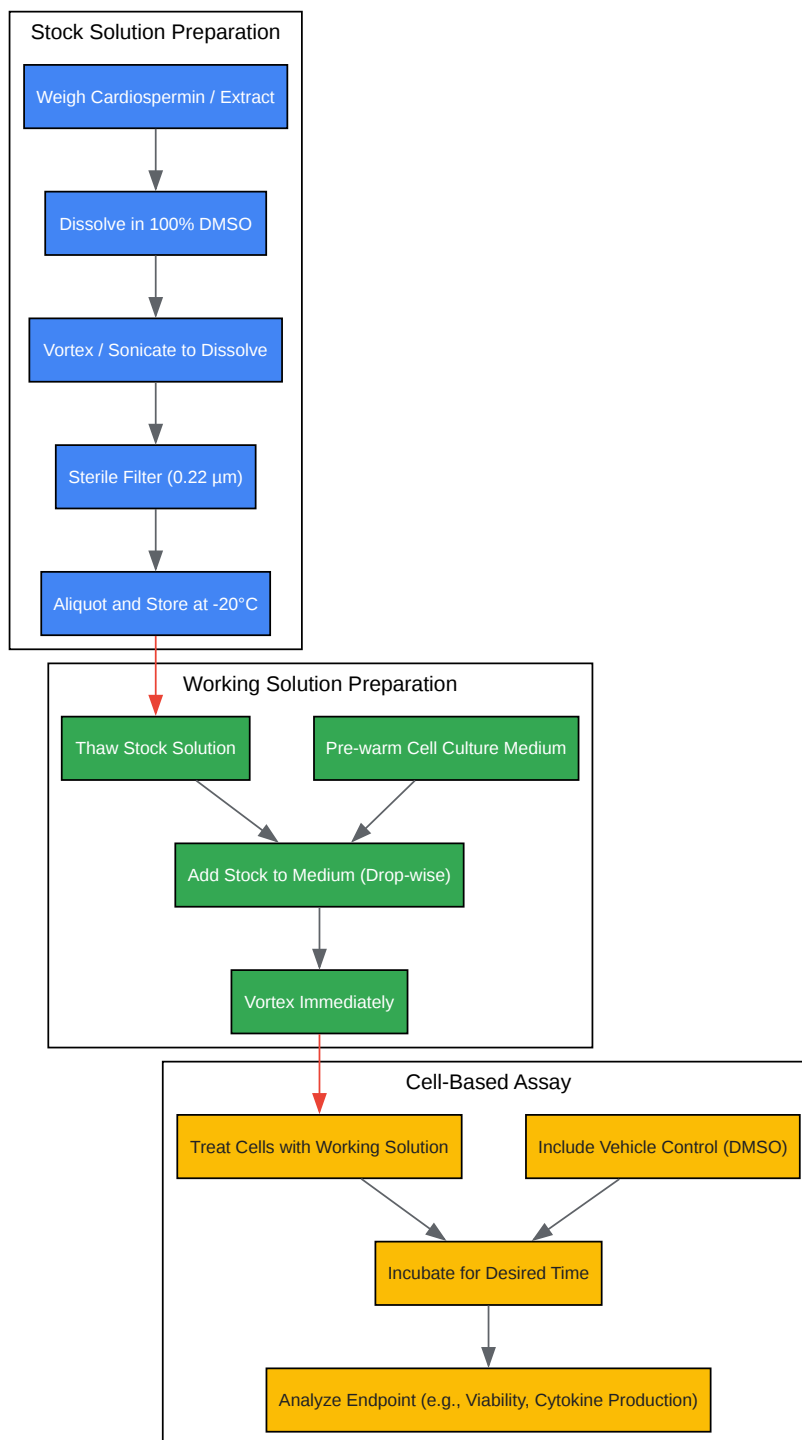 Stock Solution Preparation
Weigh Cardiospermin / Extract
Dissolve in 100% DMSO
Vortex / Sonicate to Dissolve
Sterile Filter (0.22 µm)
Aliquot and Store at -20°C
Working Solution Preparation
Thaw Stock Solution
Pre-warm Cell Culture Medium
Add Stock to Medium (Drop-wise)
Vortex Immediately
Cell-Based Assay
Treat Cells with Working Solution
Include Vehicle Control (DMSO)
Incubate for Desired Time
Analyze Endpoint (e.g., Viability, Cytokine Production)